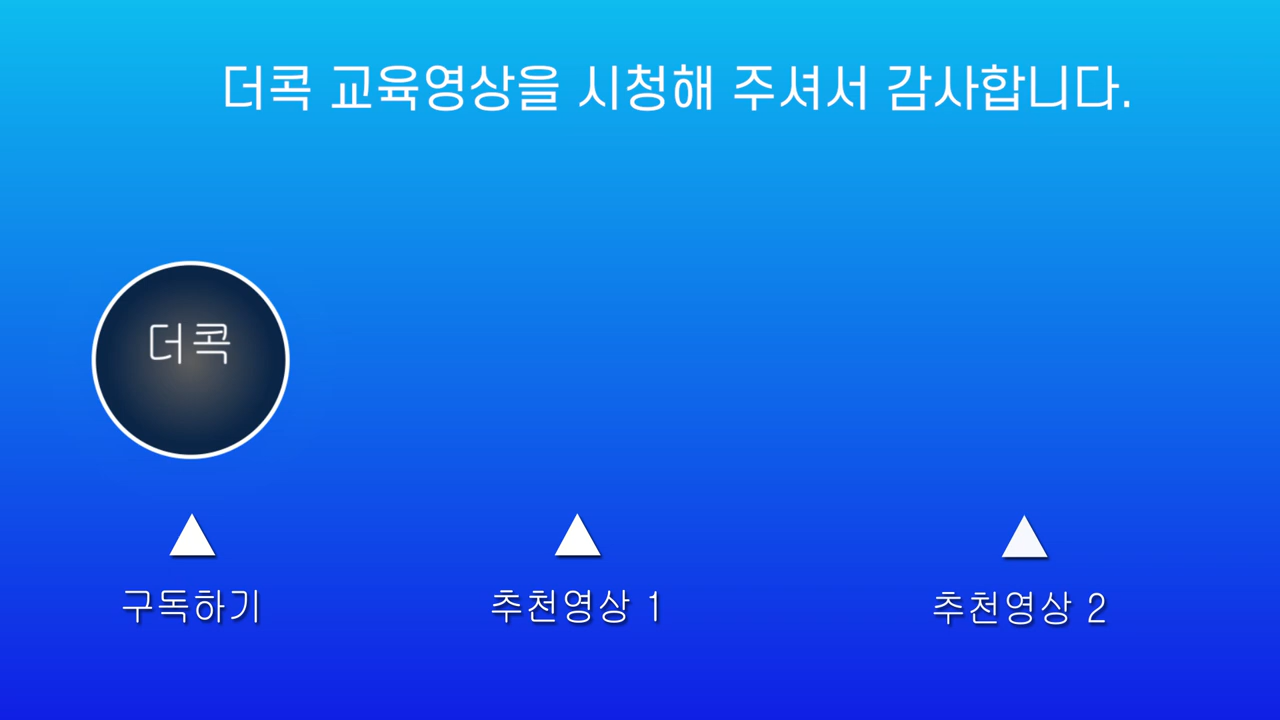 더콕 교육영상을 시청해 주셔서 감사합니다.
더콕
구독하기
추천영상 1
추천영상 2